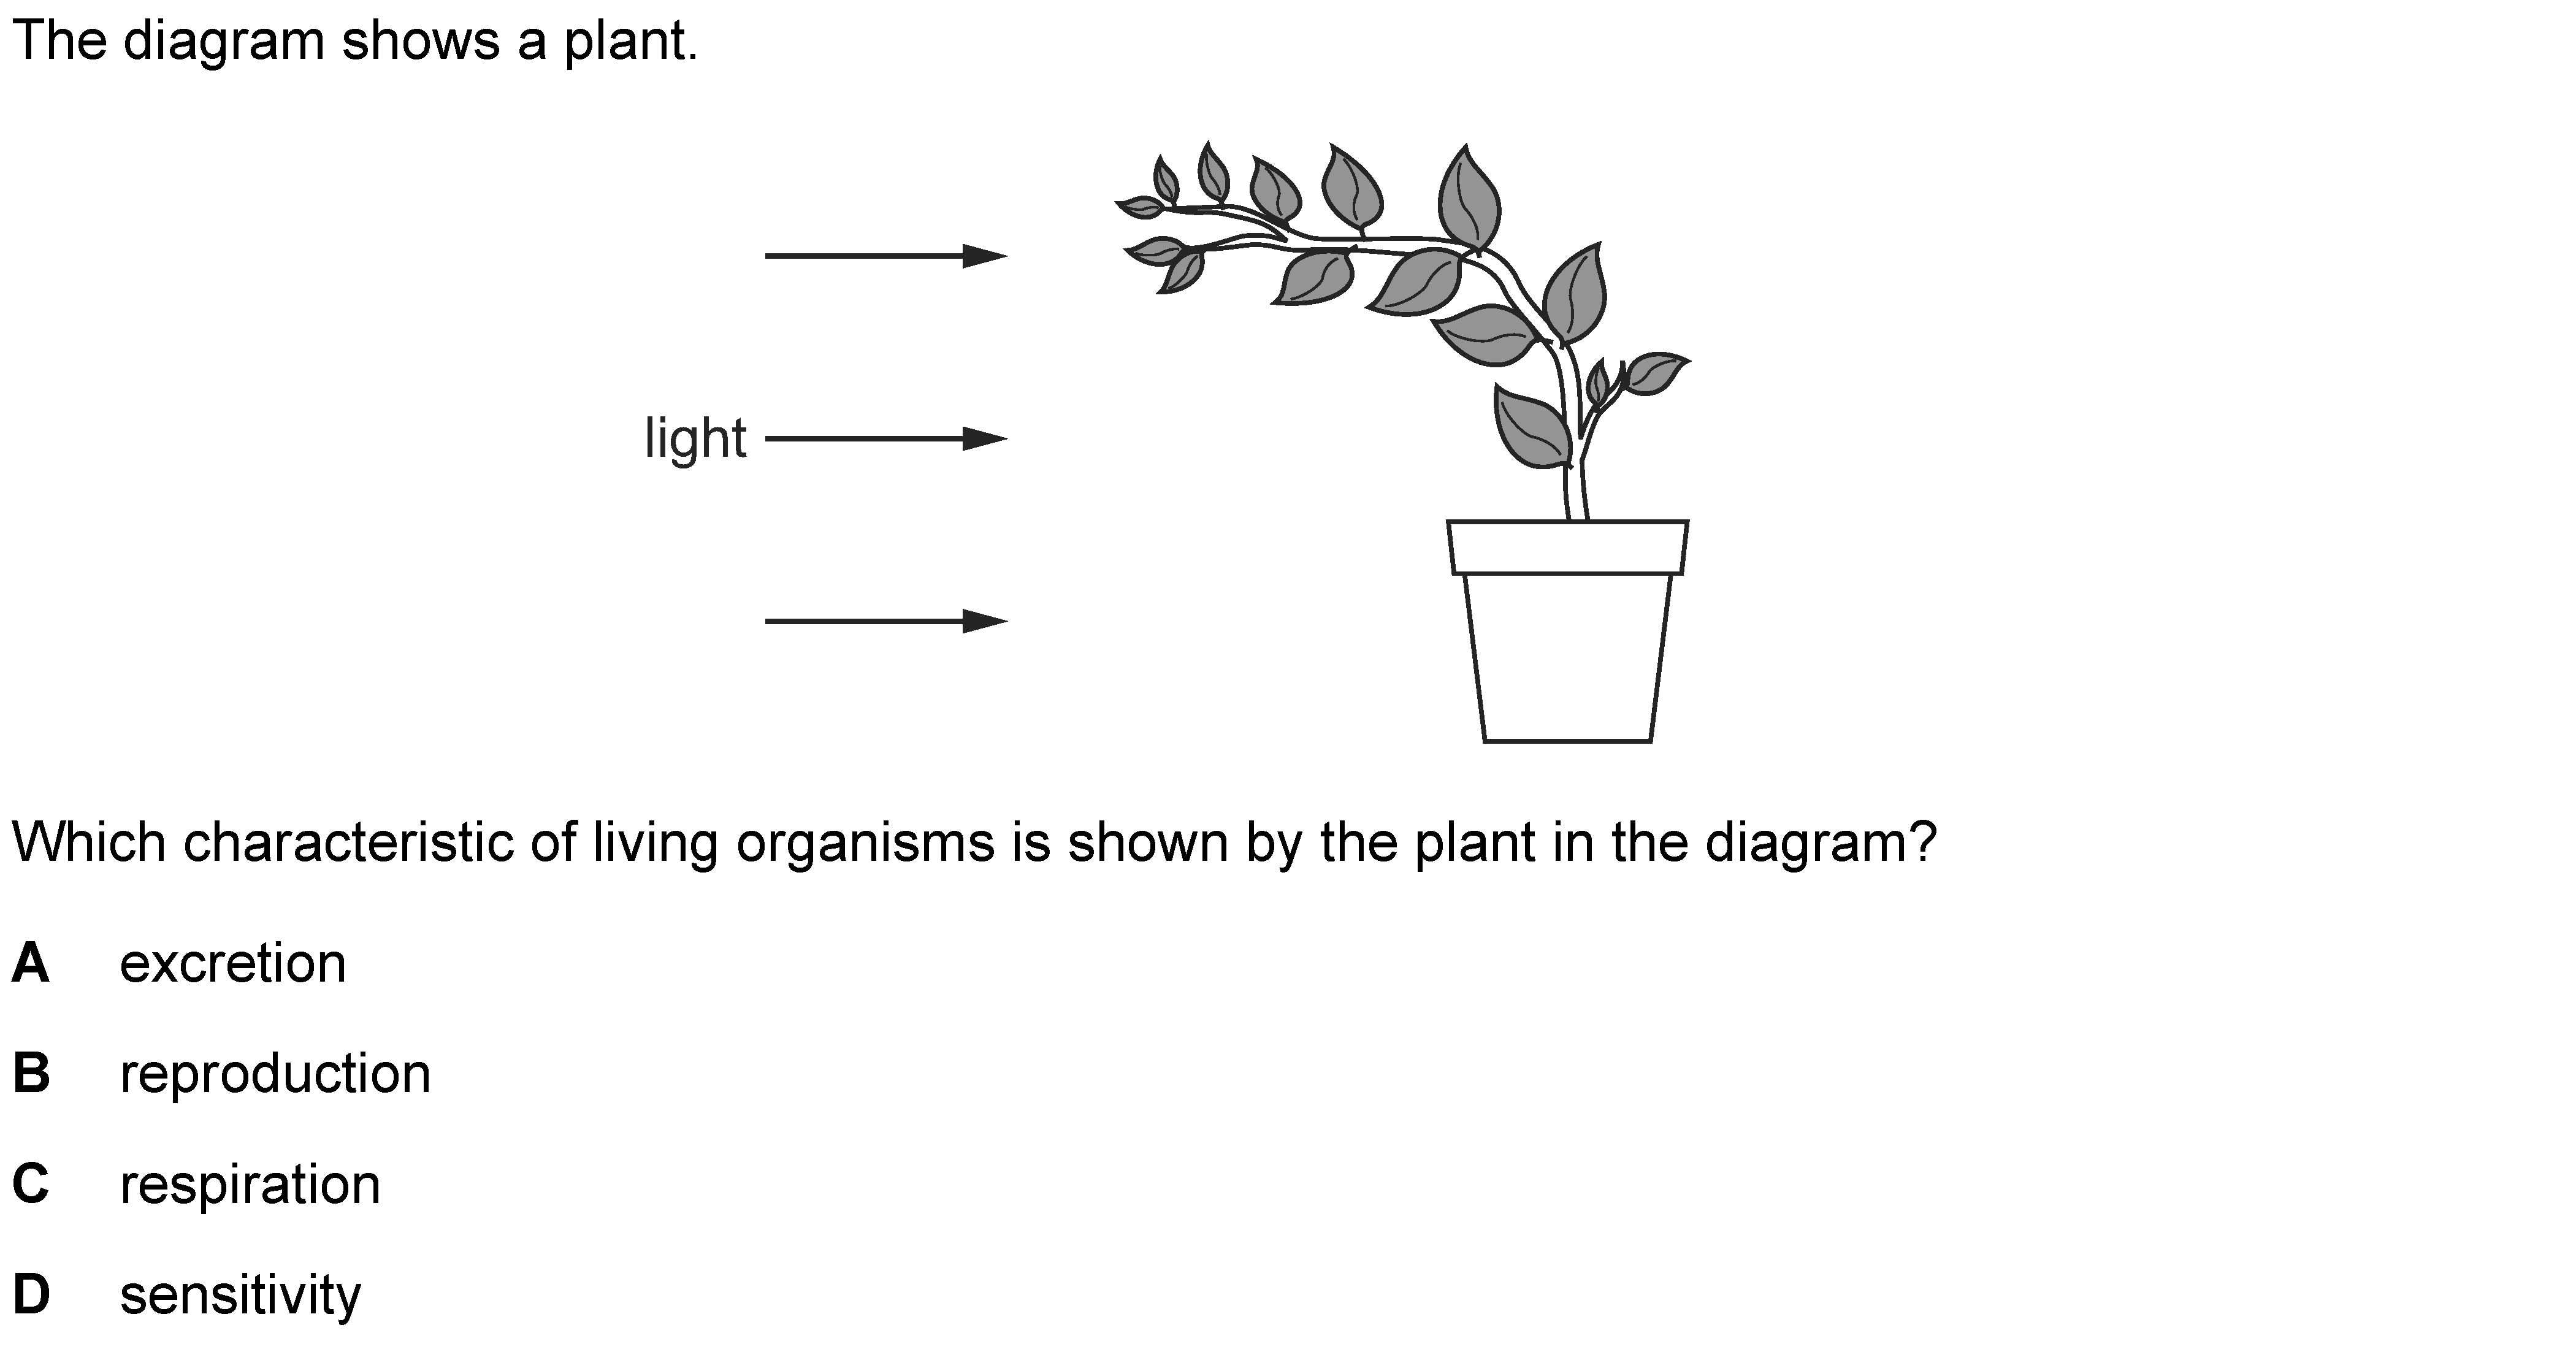 The diagram shows a plant.
light
Which characteristic of living organisms is shown by the plant in the diagram?
A excretion
B reproduction
C respiration
D sensitivity